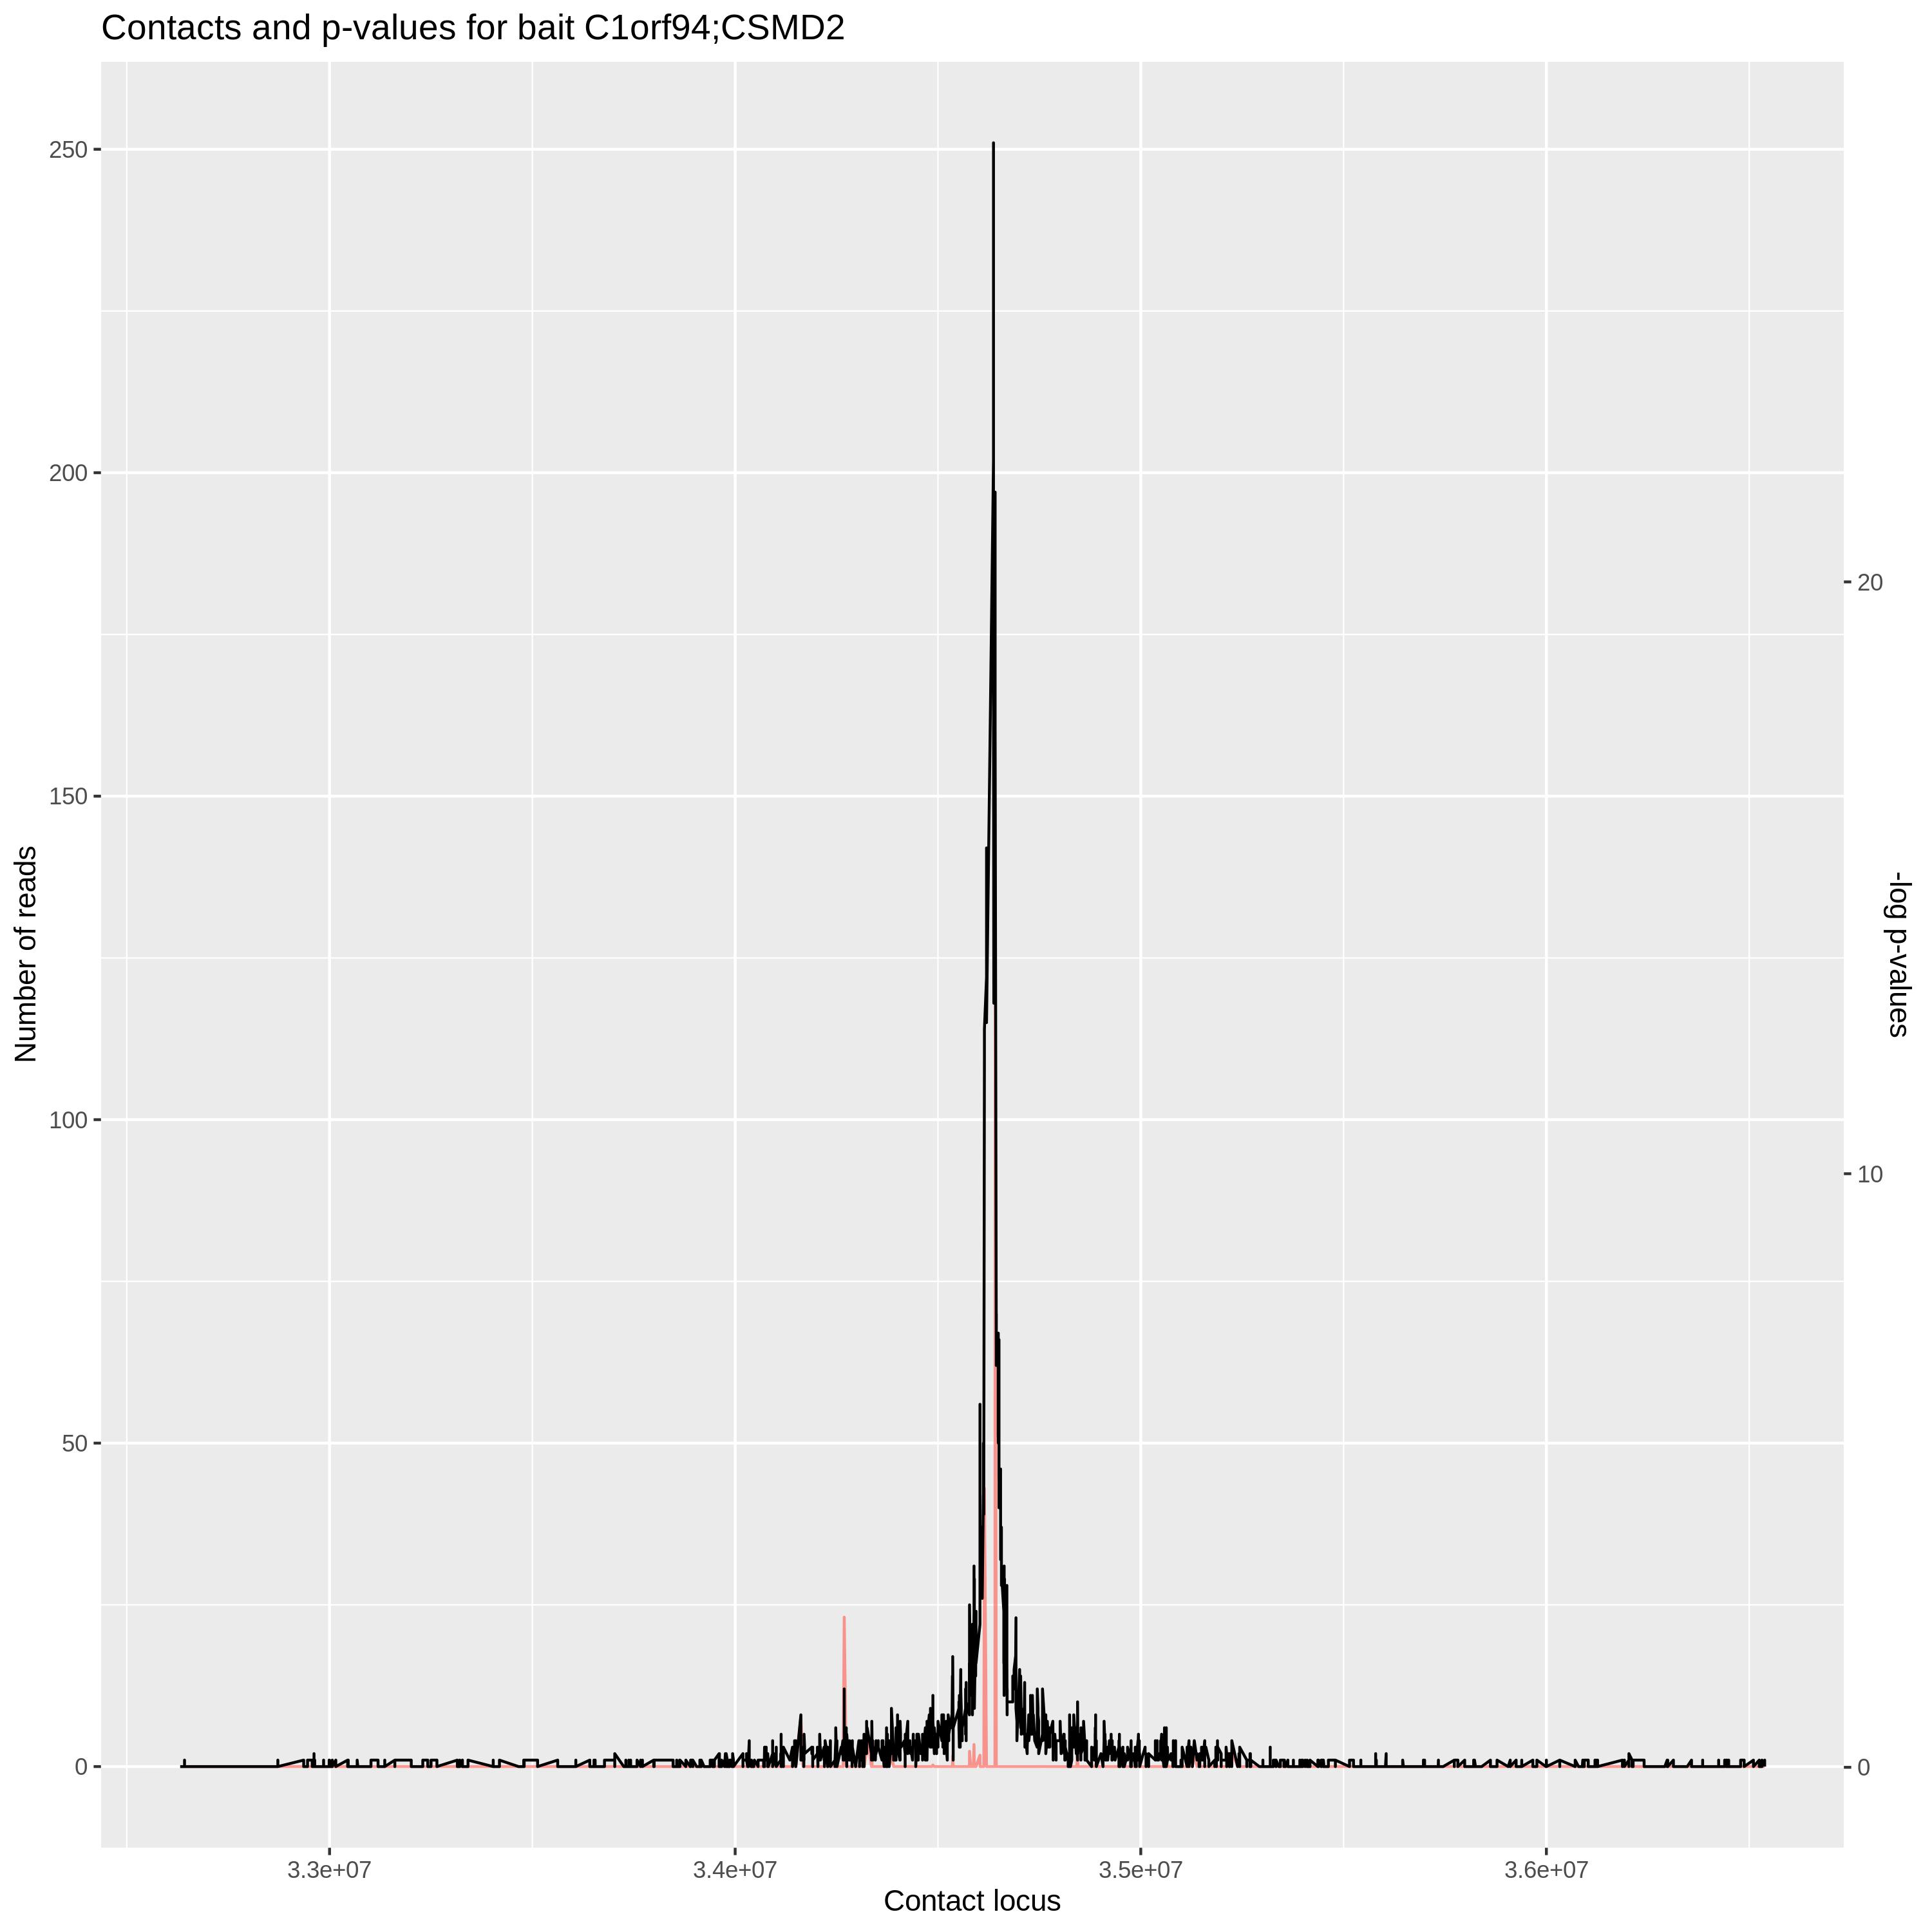 Contacts and p-values for bait C1orf94;CSMD2
250
200
150
100
50
0
Number of reads
20
10
0
-log p-values
3.3e+07
3.4e+07
3.5e+07
3.6e+07
Contact locus